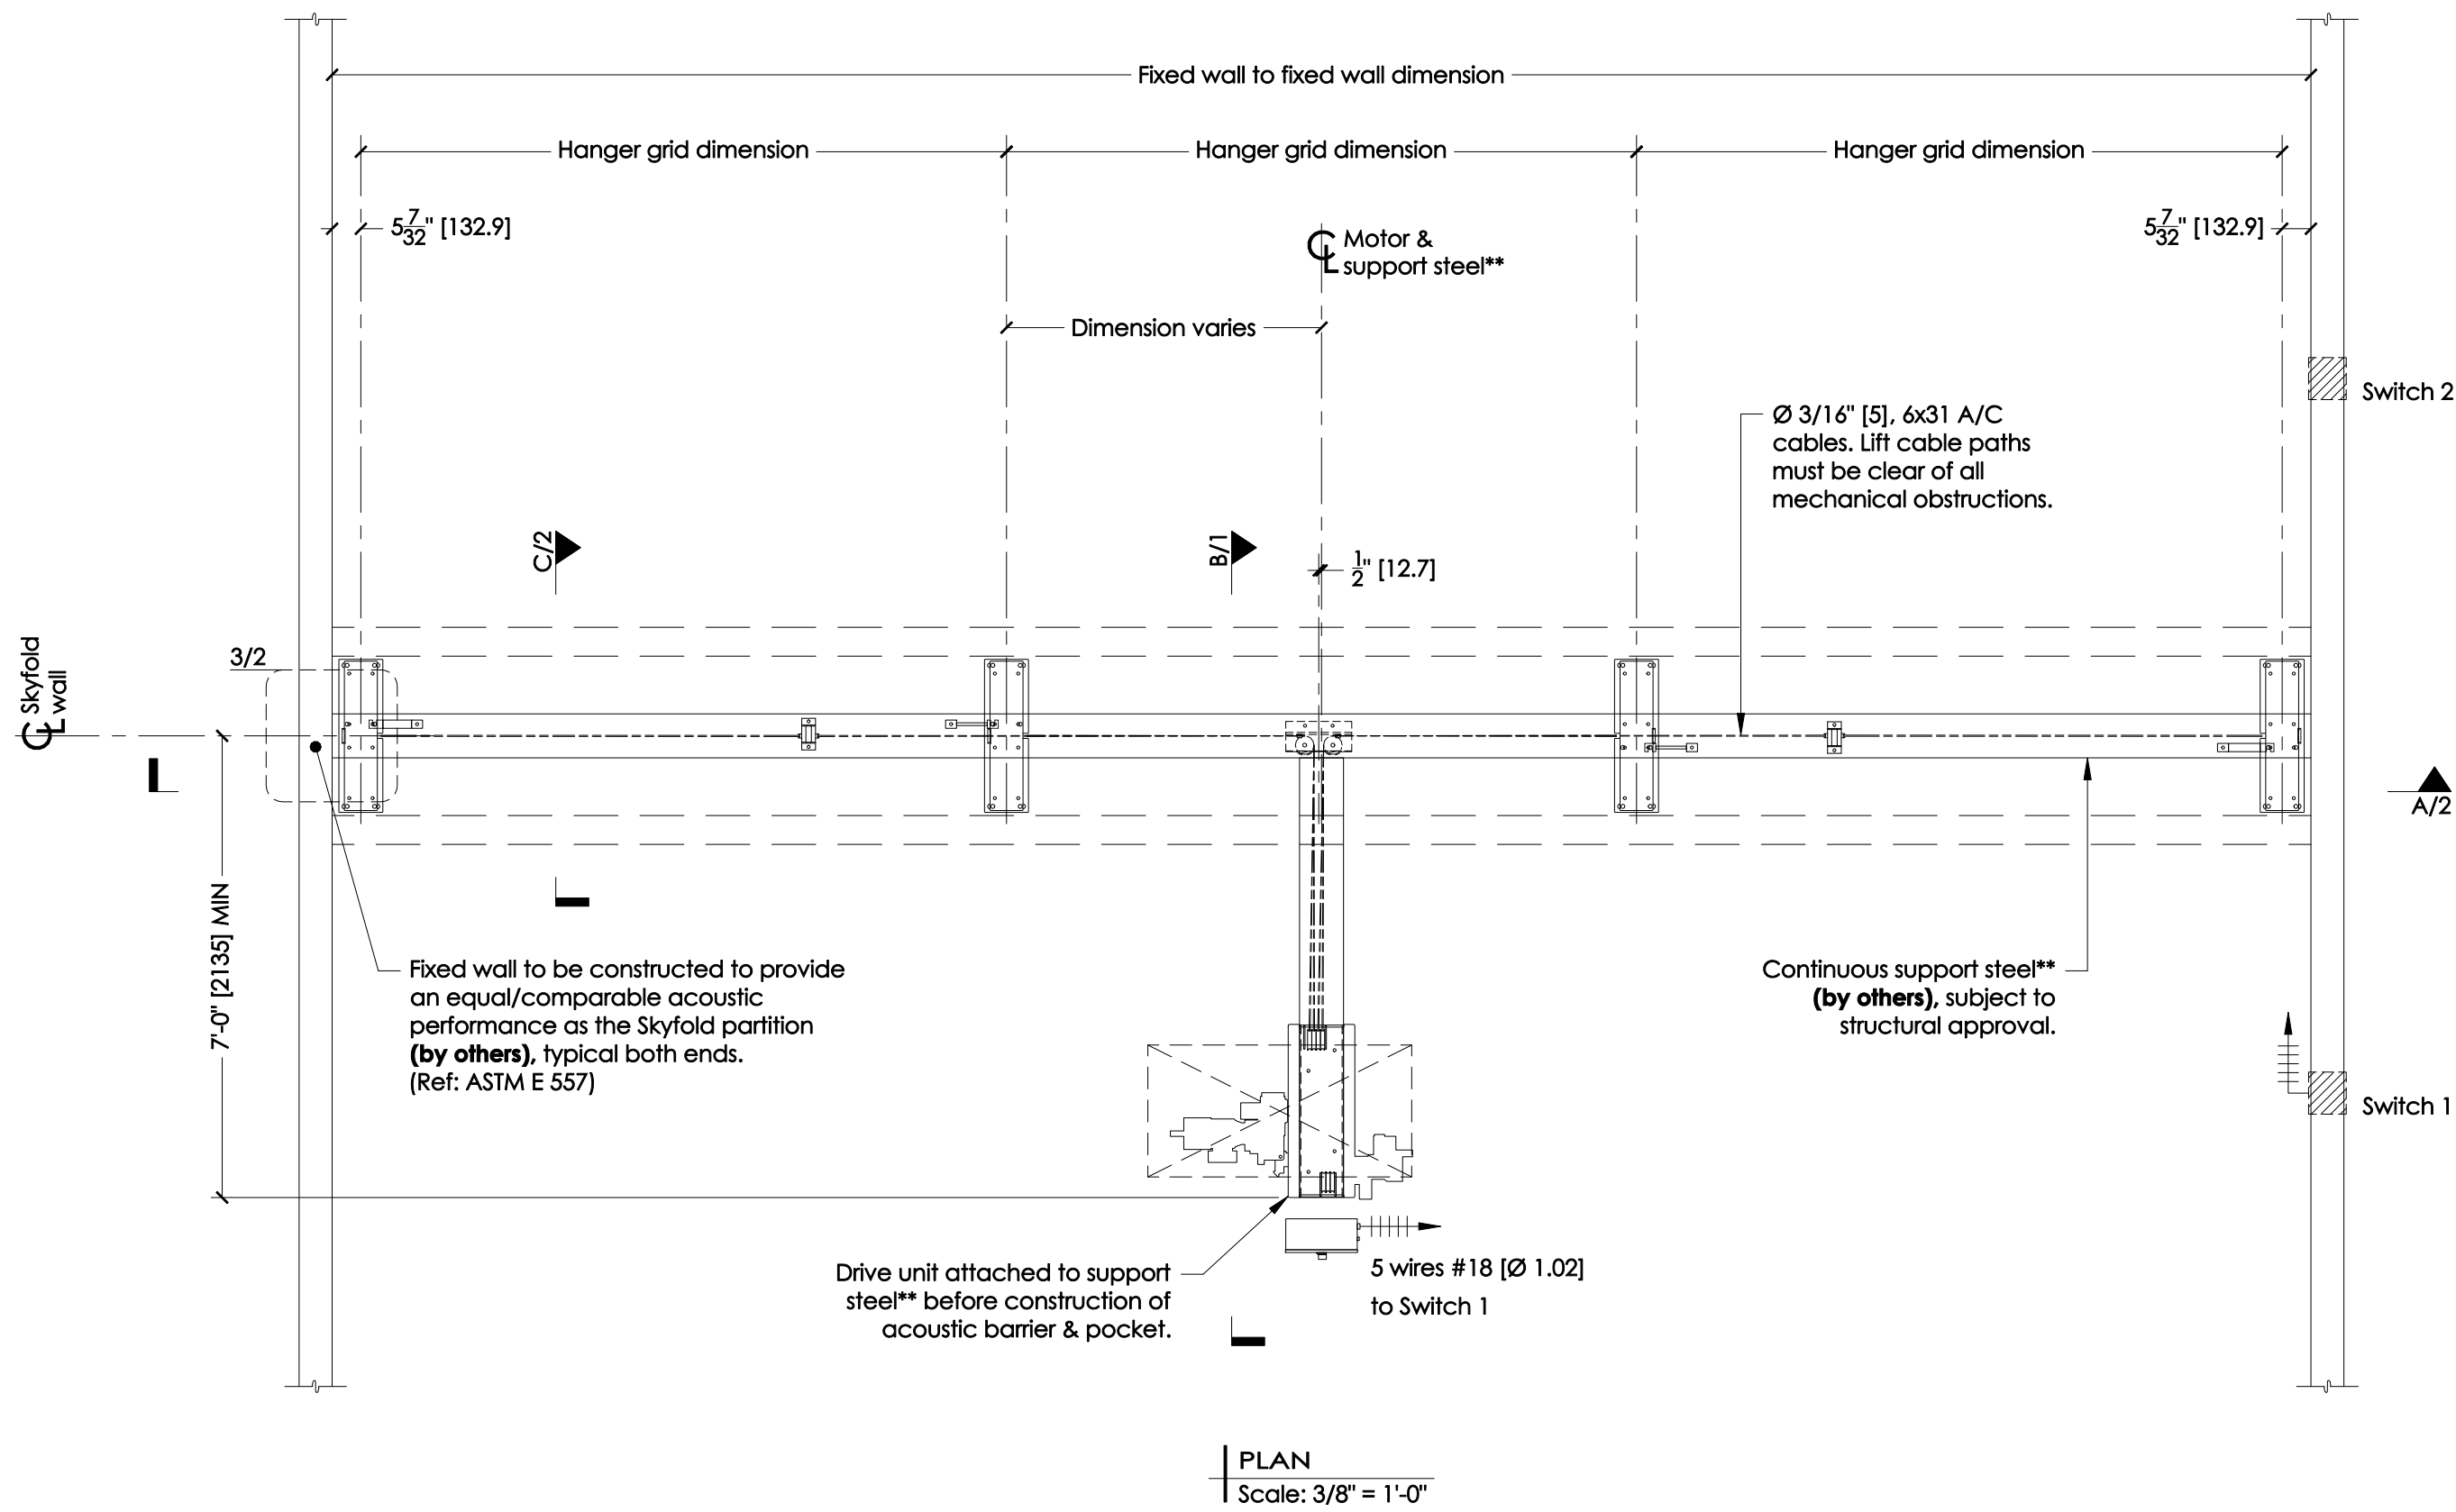 Fixed wall to fixed wall dimension
Hanger grid dimension
Hanger grid dimension
Hanger grid dimension
5 7/32" [132.9]
5 7/32" [132.9]
CL Motor &
support steel**
Dimension varies
Switch 2
Ø 3/16" [5], 6x31 A/C
cables. Lift cable paths
must be clear of all
mechanical obstructions.
C/2
B/1
1/2" [12.7]
CL Skyfold
wall
3/2
A/2
7'-0" [2135] MIN
Fixed wall to be constructed to provide
an equal/comparable acoustic
performance as the Skyfold partition
(by others), typical both ends.
(Ref: ASTM E 557)
Continuous support steel**
(by others), subject to
structural approval.
Switch 1
Drive unit attached to support
steel** before construction of
acoustic barrier & pocket.
5 wires #18 [Ø 1.02]
to Switch 1
PLAN
Scale: 3/8" = 1'-0"